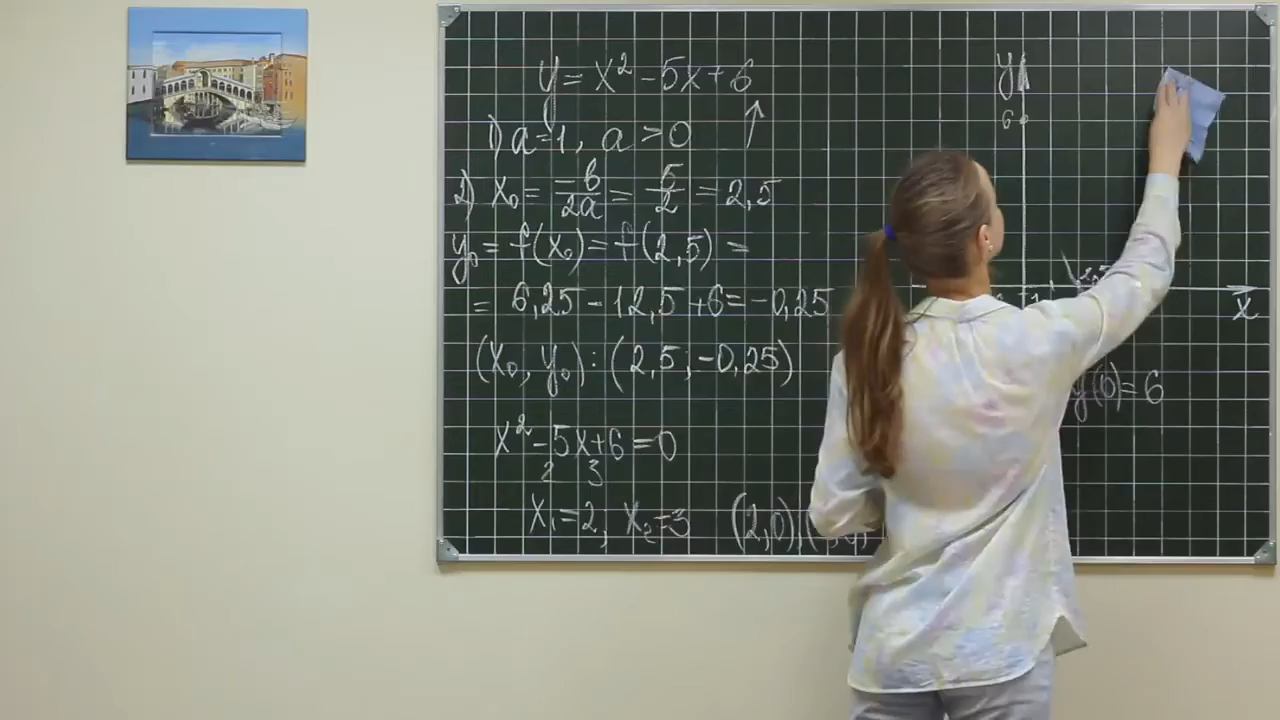 y = x² - 5x + 6
1) a = 1, a > 0 ↑
2) x₀ = -b/2a = 5/2 = 2,5
y₀ = f(x₀) = f(2,5) =
= 6,25 - 12,5 + 6 = -0,25
(x₀, y₀) : (2,5 ; -0,25)
x² - 5x + 6 = 0
2 3
x₁ = 2, x₂ = 3 (2,0), (
y
6
2,5
x
y(0) = 6